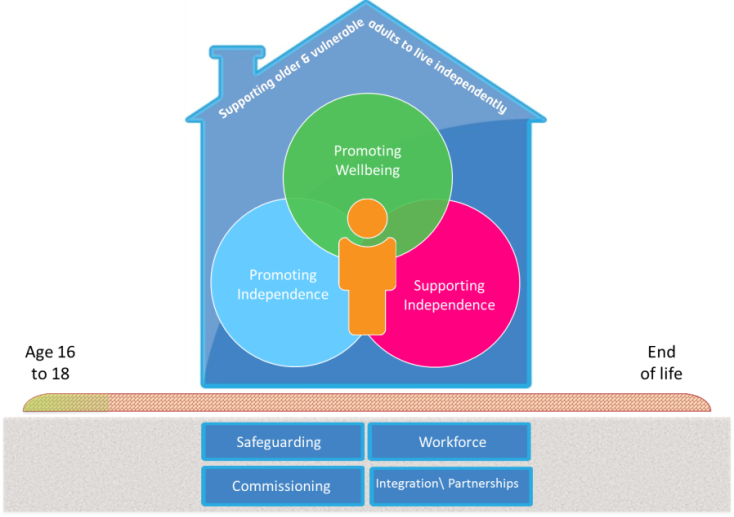 Supporting older & vulnerable adults to live independently
Promoting
Wellbeing
Promoting
Independence
Supporting
Independence
Age 16
to 18
End
of life
Safeguarding
Workforce
Commissioning
Integration\ Partnerships